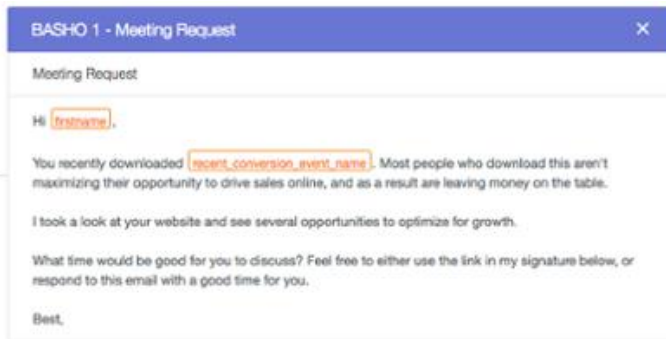 BASHO 1 - Meeting Request
Meeting Request
Hi firstname,
You recently downloaded recent_conversion_event_name. Most people who download this aren't
maximizing their opportunity to drive sales online, and as a result are leaving money on the table.
I took a look at your website and see several opportunities to optimize for growth.
What time would be good for you to discuss? Feel free to either use the link in my signature below, or
respond to this email with a good time for you.
Best,